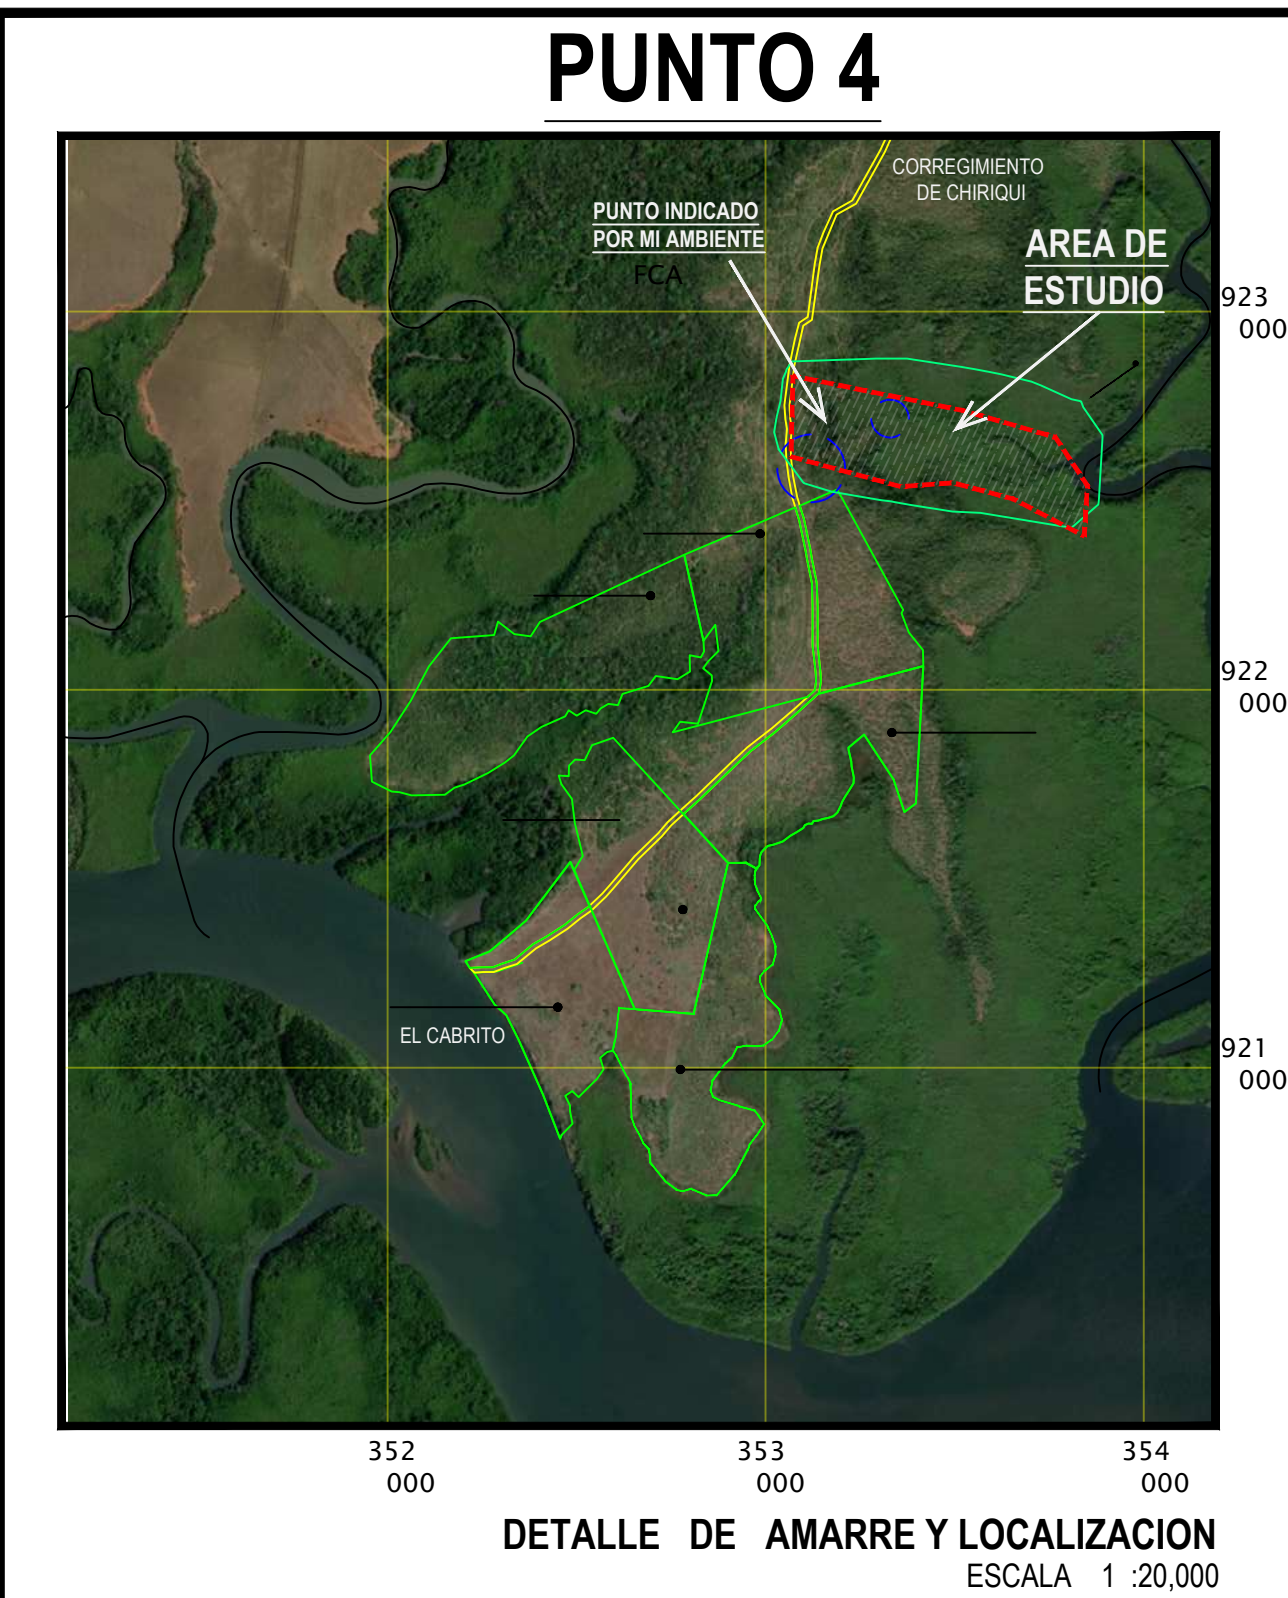 PUNTO 4
CORREGIMIENTO
DE CHIRIQUI
PUNTO INDICADO
POR MI AMBIENTE
FCA
AREA DE
ESTUDIO
923
000
922
000
EL CABRITO
921
000
352
000
353
000
354
000
DETALLE DE AMARRE Y LOCALIZACION
ESCALA 1 :20,000